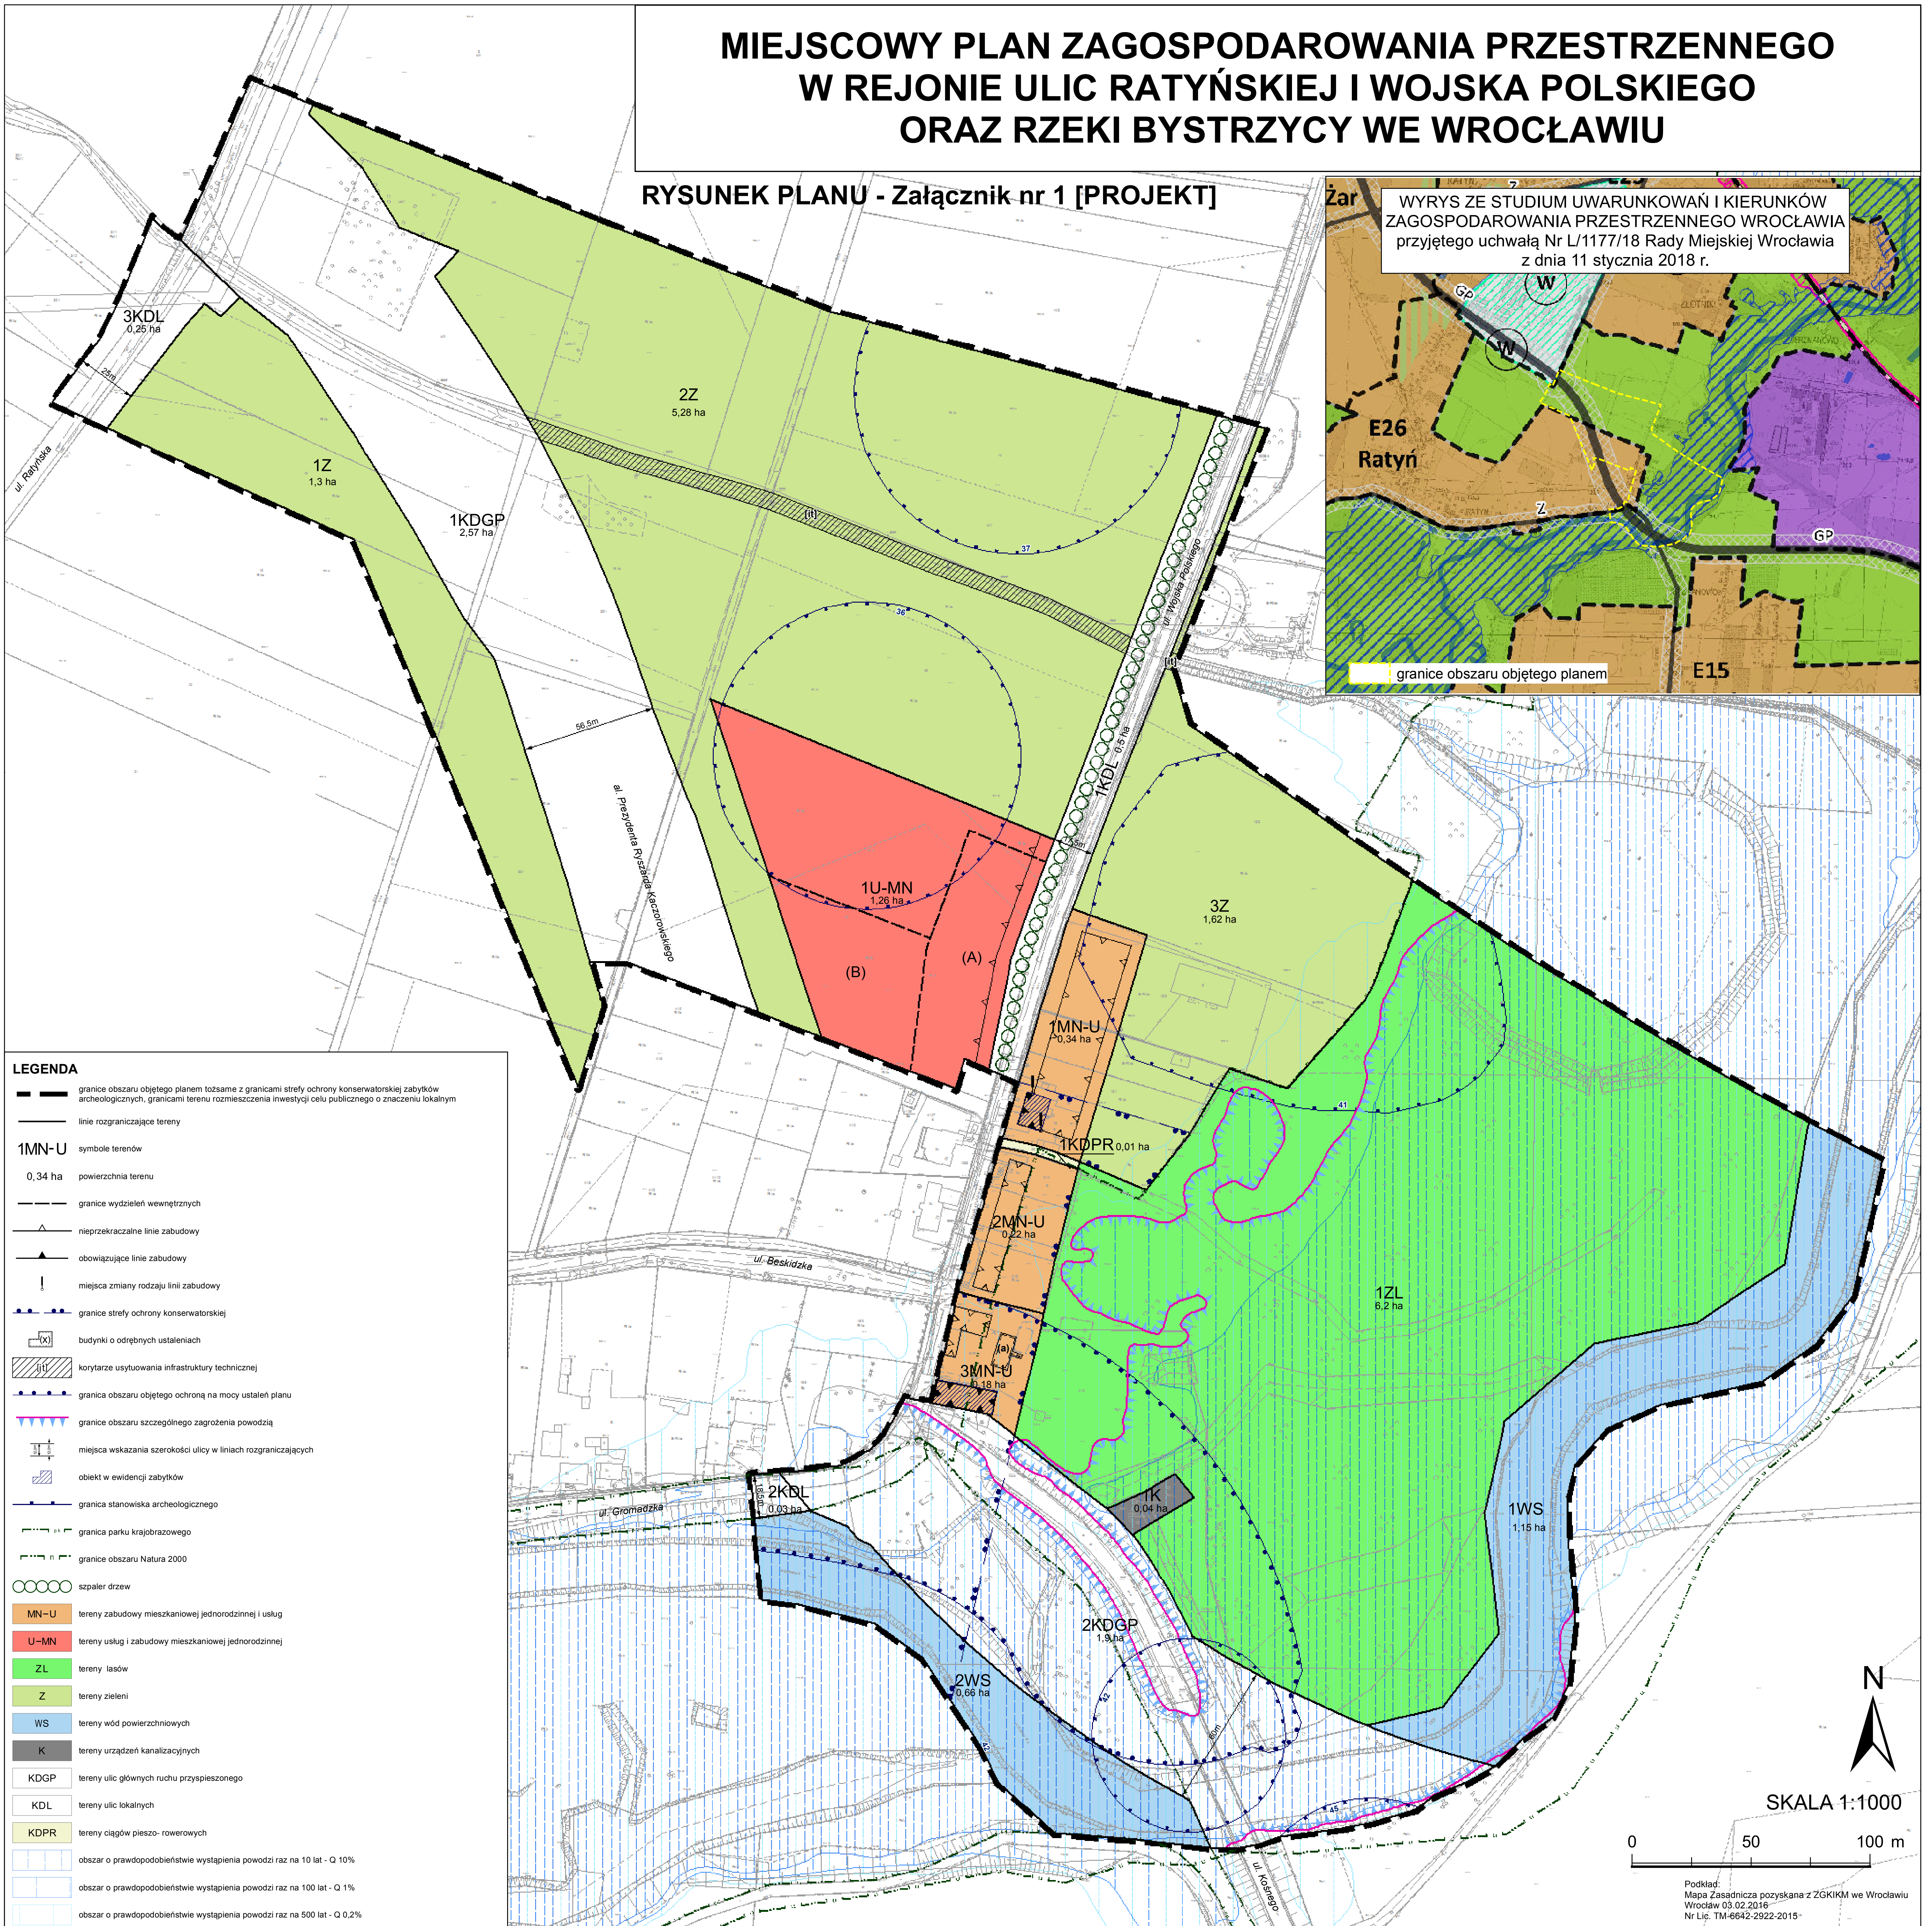 MIEJSCOWY PLAN ZAGOSPODAROWANIA PRZESTRZENNEGO
W REJONIE ULIC RATYŃSKIEJ I WOJSKA POLSKIEGO
ORAZ RZEKI BYSTRZYCY WE WROCŁAWIU
RYSUNEK PLANU - Załącznik nr 1 [PROJEKT]
WYRYS ZE STUDIUM UWARUNKOWAŃ I KIERUNKÓW
ZAGOSPODAROWANIA PRZESTRZENNEGO WROCŁAWIA
przyjętego uchwałą Nr L/1177/18 Rady Miejskiej Wrocławia
z dnia 11 stycznia 2018 r.
Żar
W
GP
W
E26
Ratyń
Z
GP
E15
granice obszaru objętego planem
3KDL
0,25 ha
25m
ul. Ratyńska
1Z
1,3 ha
2Z
5,28 ha
1KDGP
2,57 ha
[it]
37
36
ul. Wojska Polskiego
[it]
56,5m
al. Prezydenta Ryszarda Kaczorowskiego
1KDL 0,5 ha
1U-MN
1,26 ha
(A)
(B)
3Z
1,62 ha
1MN-U
0,34 ha
41
1KDPR 0,01 ha
2MN-U
0,22 ha
ul. Beskidzka
1ZL
6,2 ha
(a)
3MN-U
0,18 ha
2KDL
0,03 ha
18,5m
ul. Gromadzka
1K
0,04 ha
1WS
1,15 ha
2KDGP
1,9 ha
2WS
0,66 ha
42
42
80m
45
ul. Kośnego
LEGENDA
granice obszaru objętego planem tożsame z granicami strefy ochrony konserwatorskiej zabytków
archeologicznych, granicami terenu rozmieszczenia inwestycji celu publicznego o znaczeniu lokalnym
linie rozgraniczające tereny
1MN-U symbole terenów
0,34 ha powierzchnia terenu
granice wydzieleń wewnętrznych
nieprzekraczalne linie zabudowy
obowiązujące linie zabudowy
miejsca zmiany rodzaju linii zabudowy
granice strefy ochrony konserwatorskiej
(x) budynki o odrębnych ustaleniach
[it] korytarze usytuowania infrastruktury technicznej
granica obszaru objętego ochroną na mocy ustaleń planu
granice obszaru szczególnego zagrożenia powodzią
miejsca wskazania szerokości ulicy w liniach rozgraniczających
obiekt w ewidencji zabytków
granica stanowiska archeologicznego
granica parku krajobrazowego
granice obszaru Natura 2000
szpaler drzew
MN-U tereny zabudowy mieszkaniowej jednorodzinnej i usług
U-MN tereny usług i zabudowy mieszkaniowej jednorodzinnej
ZL tereny lasów
Z tereny zieleni
WS tereny wód powierzchniowych
K tereny urządzeń kanalizacyjnych
KDGP tereny ulic głównych ruchu przyspieszonego
KDL tereny ulic lokalnych
KDPR tereny ciągów pieszo- rowerowych
obszar o prawdopodobieństwie wystąpienia powodzi raz na 10 lat - Q 10%
obszar o prawdopodobieństwie wystąpienia powodzi raz na 100 lat - Q 1%
obszar o prawdopodobieństwie wystąpienia powodzi raz na 500 lat - Q 0,2%
N
SKALA 1:1000
0 50 100 m
Podkład:
Mapa Zasadnicza pozyskana z ZGKIKM we Wrocławiu
Wrocław 03.02.2016
Nr Lic. TM-6642-2922-2015